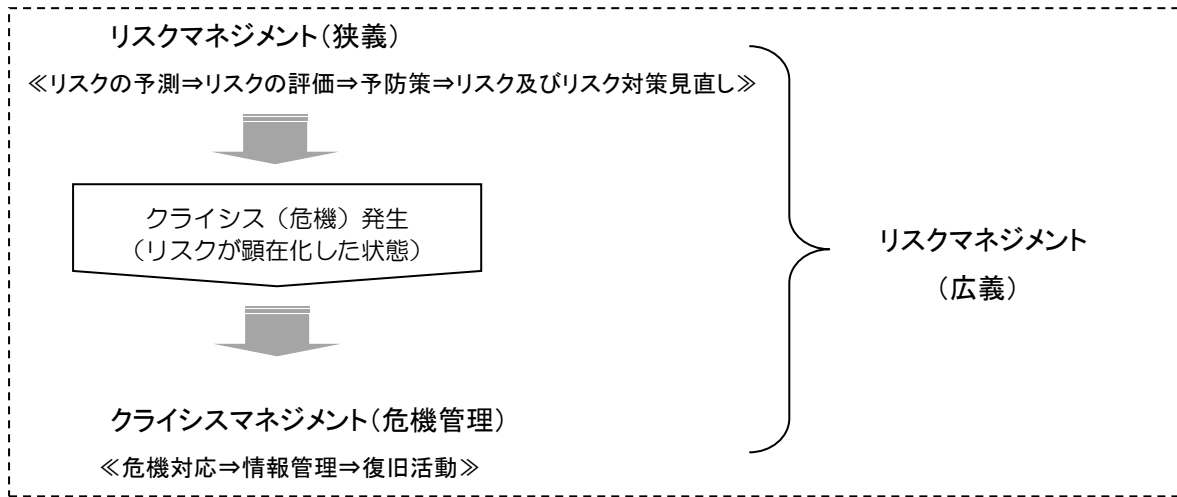 リスクマネジメント（狭義）
≪リスクの予測⇒リスクの評価⇒予防策⇒リスク及びリスク対策見直し≫
クライシス（危機）発生
（リスクが顕在化した状態）
リスクマネジメント
（広義）
クライシスマネジメント（危機管理）
≪危機対応⇒情報管理⇒復旧活動≫